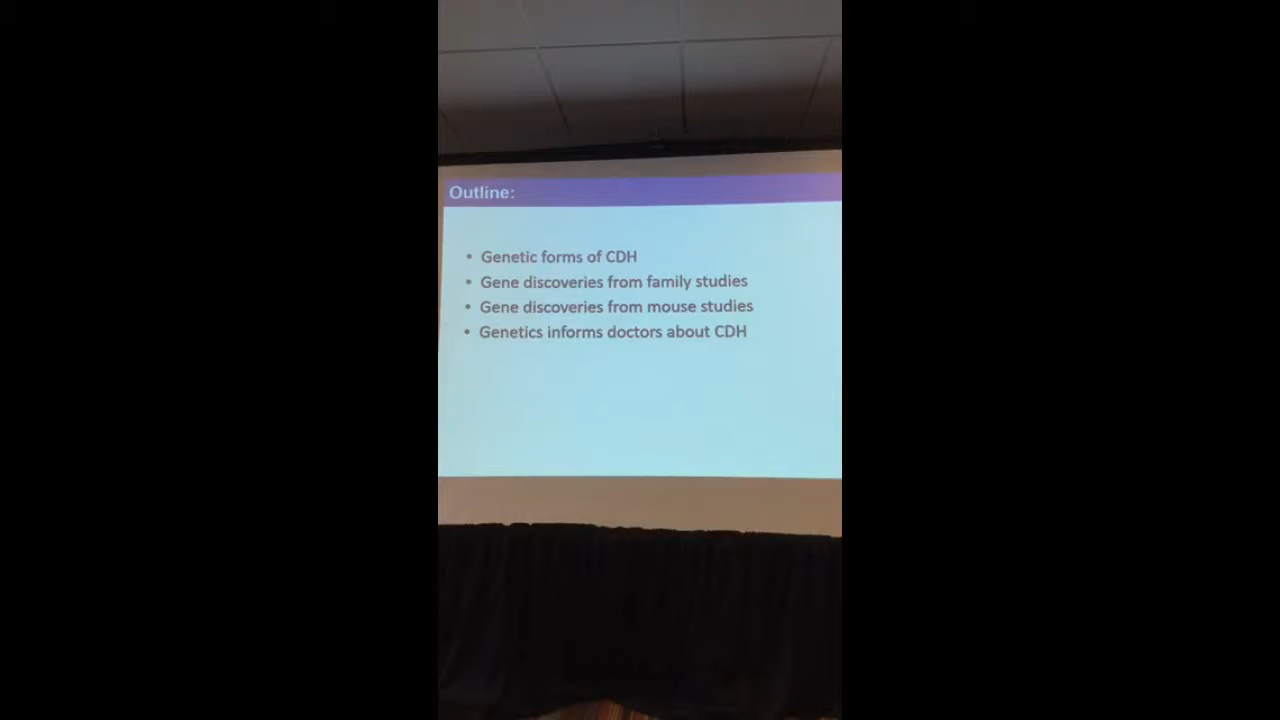 Outline:
• Genetic forms of CDH
• Gene discoveries from family studies
• Gene discoveries from mouse studies
• Genetics informs doctors about CDH